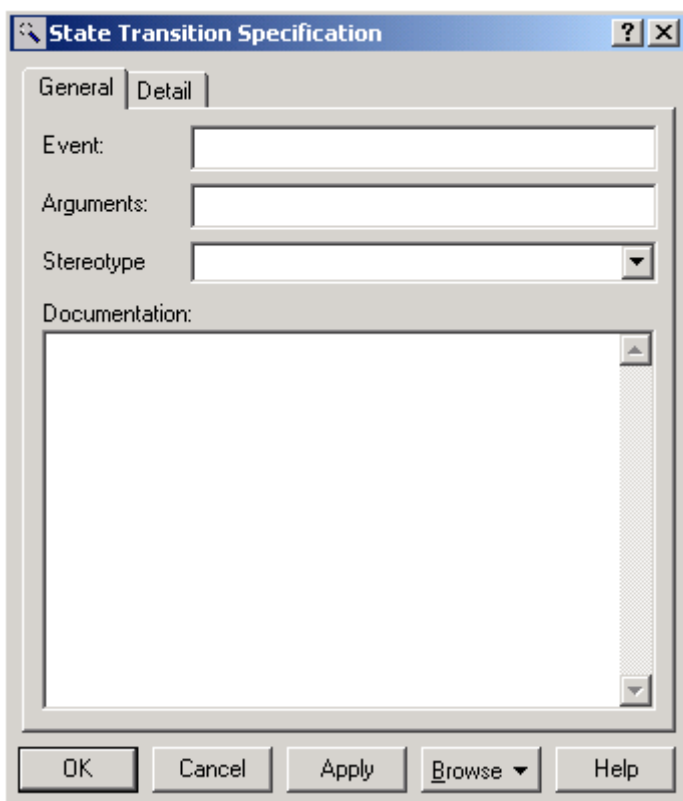 State Transition Specification
General Detail
Event:
Arguments:
Stereotype
Documentation:
OK Cancel Apply Browse Help